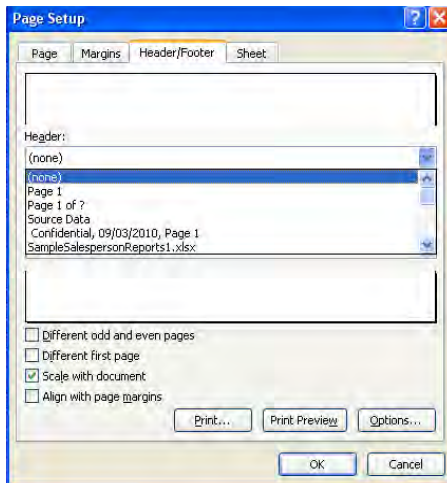 Page Setup
Page Margins Header/Footer Sheet
Header:
(none)
(none)
Page 1
Page 1 of ?
Source Data
Confidential, 09/03/2010, Page 1
SampleSalespersonReports1.xlsx
Different odd and even pages
Different first page
Scale with document
Align with page margins
Print... Print Preview Options...
OK Cancel